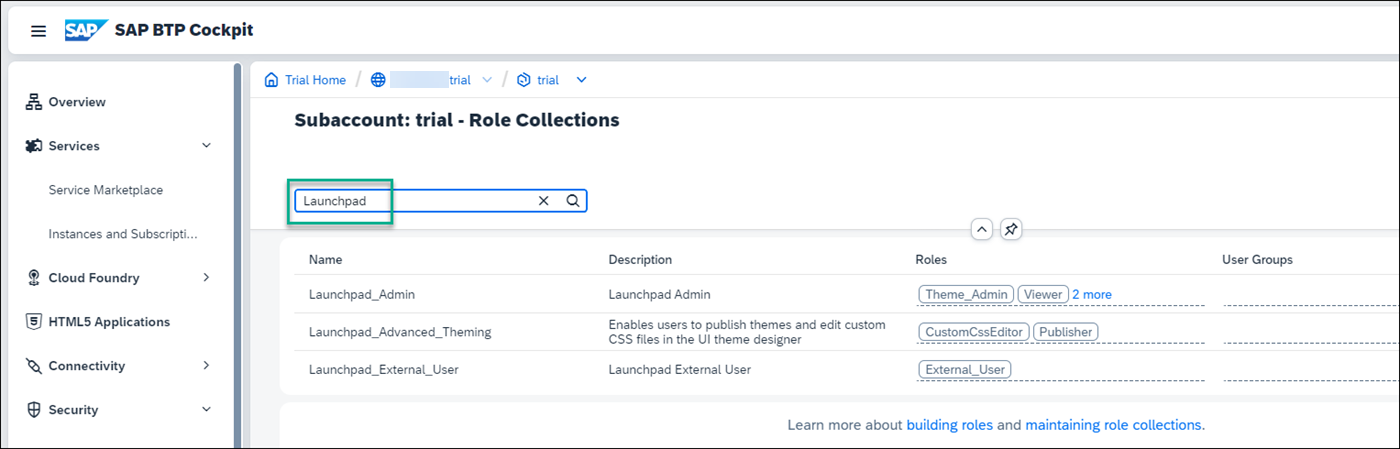 SAP SAP BTP Cockpit
Overview
Services
Service Marketplace
Instances and Subscripti...
Cloud Foundry
HTML5 Applications
Connectivity
Security
Trial Home / trial / trial
Subaccount: trial - Role Collections
Launchpad
Name Description Roles User Groups
Launchpad_Admin Launchpad Admin Theme_Admin Viewer 2 more
Launchpad_Advanced_Theming Enables users to publish themes and edit custom
CSS files in the UI theme designer CustomCssEditor Publisher
Launchpad_External_User Launchpad External User External_User
Learn more about building roles and maintaining role collections.